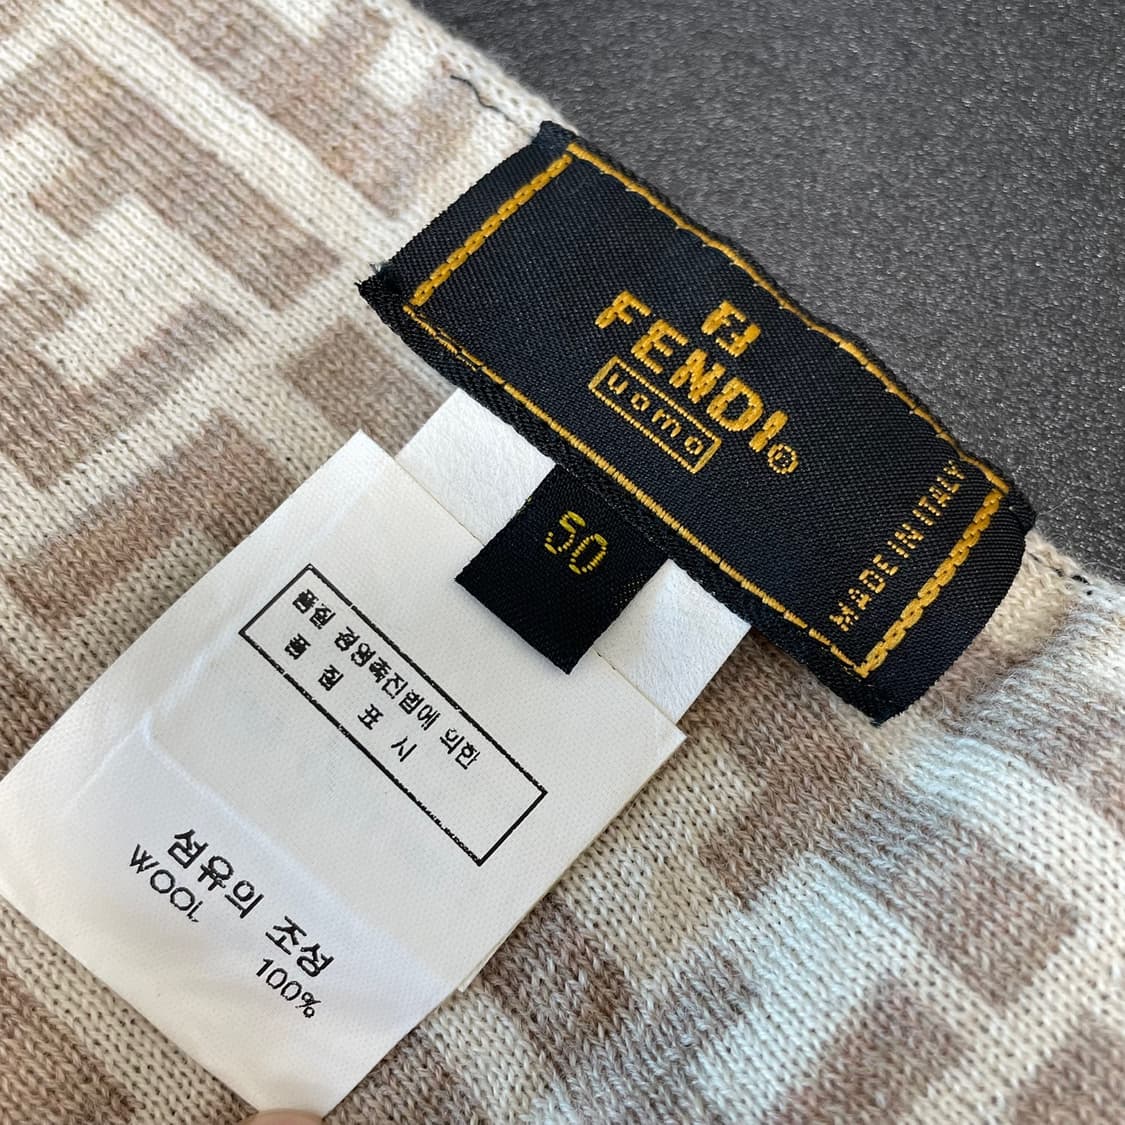 FF
FENDI®
uomo
MADE IN ITALY
50
품질경영촉진법에 의한
품 질 표 시
섬유의 조성
WOOL 100%